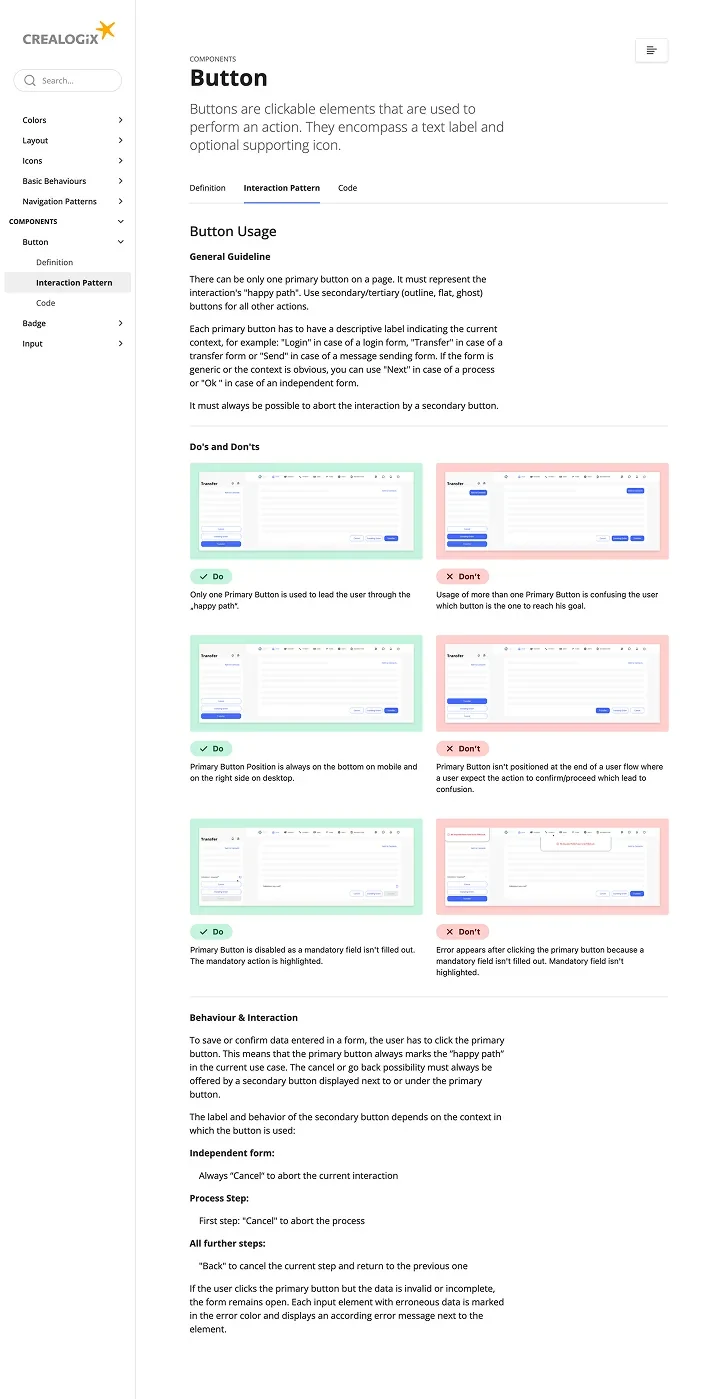 CREALOGIX
Search...
Colors
Layout
Icons
Basic Behaviours
Navigation Patterns
COMPONENTS
Button
Definition
Interaction Pattern
Code
Badge
Input
COMPONENTS
Button
Buttons are clickable elements that are used to
perform an action. They encompass a text label and
optional supporting icon.
Definition Interaction Pattern Code
Button Usage
General Guideline
There can be only one primary button on a page. It must represent the
interaction's "happy path". Use secondary/tertiary (outline, flat, ghost)
buttons for all other actions.
Each primary button has to have a descriptive label indicating the current
context, for example: "Login" in case of a login form, "Transfer" in case of a
transfer form or "Send" in case of a message sending form. If the form is
generic or the context is obvious, you can use "Next" in case of a process
or "Ok " in case of an independent form.
It must always be possible to abort the interaction by a secondary button.
Do's and Don'ts
Transfer
Transfer
Do
Only one Primary Button is used to lead the user through the
„happy path“.
Don't
Usage of more than one Primary Button is confusing the user
which button is the one to reach his goal.
Transfer
Transfer
Do
Primary Button Position is always on the bottom on mobile and
on the right side on desktop.
Don't
Primary Button isn't positioned at the end of a user flow where
a user expect the action to confirm/proceed which lead to
confusion.
Transfer
Do
Primary Button is disabled as a mandatory field isn't filled out.
The mandatory action is highlighted.
Don't
Error appears after clicking the primary button because a
mandatory field isn't filled out. Mandatory field isn't
highlighted.
Behaviour & Interaction
To save or confirm data entered in a form, the user has to click the primary
button. This means that the primary button always marks the “happy path”
in the current use case. The cancel or go back possibility must always be
offered by a secondary button displayed next to or under the primary
button.
The label and behavior of the secondary button depends on the context in
which the button is used:
Independent form:
Always “Cancel” to abort the current interaction
Process Step:
First step: "Cancel" to abort the process
All further steps:
"Back" to cancel the current step and return to the previous one
If the user clicks the primary button but the data is invalid or incomplete,
the form remains open. Each input element with erroneous data is marked
in the error color and displays an according error message next to the
element.